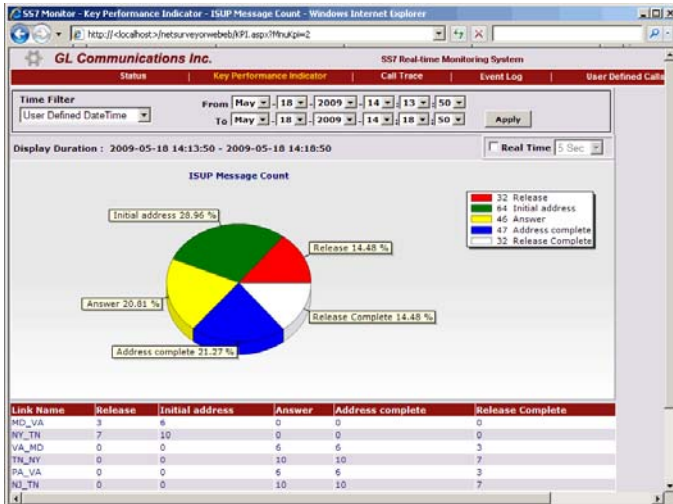 SS7 Monitor - Key Performance Indicator - ISUP Message Count - Windows Internet Explorer
http://<localhost>/netsurveyorwebeb/KPI.aspx?MnuKpi=2
GL Communications Inc.
SS7 Real-time Monitoring System
Status | Key Performance Indicator | Call Trace | Event Log | User Defined Calls
Time Filter
User Defined DateTime
From May - 18 - 2009 - 14 : 13 : 50
To May - 18 - 2009 - 14 : 18 : 50
Apply
Display Duration : 2009-05-18 14:13:50 - 2009-05-18 14:18:50
Real Time 5 Sec
ISUP Message Count
32 Release
64 Initial address
46 Answer
47 Address complete
32 Release Complete
Initial address 28.96 %
Release 14.48 %
Answer 20.81 %
Release Complete 14.48 %
Address complete 21.27 %
Link Name Release Initial address Answer Address complete Release Complete
MD_VA 3 6 0 0 0
NY_TN 7 10 0 0 0
VA_MD 0 0 6 6 3
TN_NY 0 0 10 10 7
PA_VA 0 0 6 6 3
NJ_TN 0 0 10 10 7